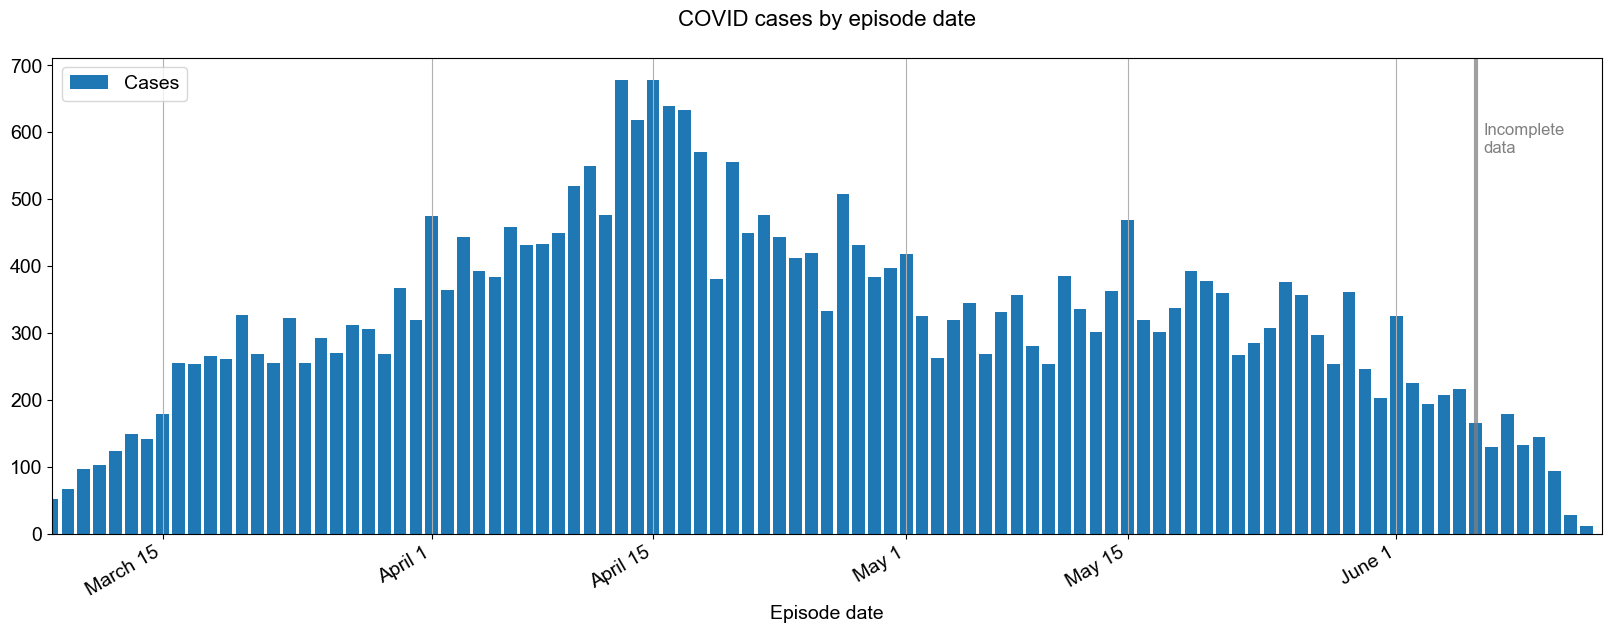 COVID cases by episode date
700
600
500
400
300
200
100
0
Cases
Incomplete
data
March 15
April 1
April 15
May 1
May 15
June 1
Episode date